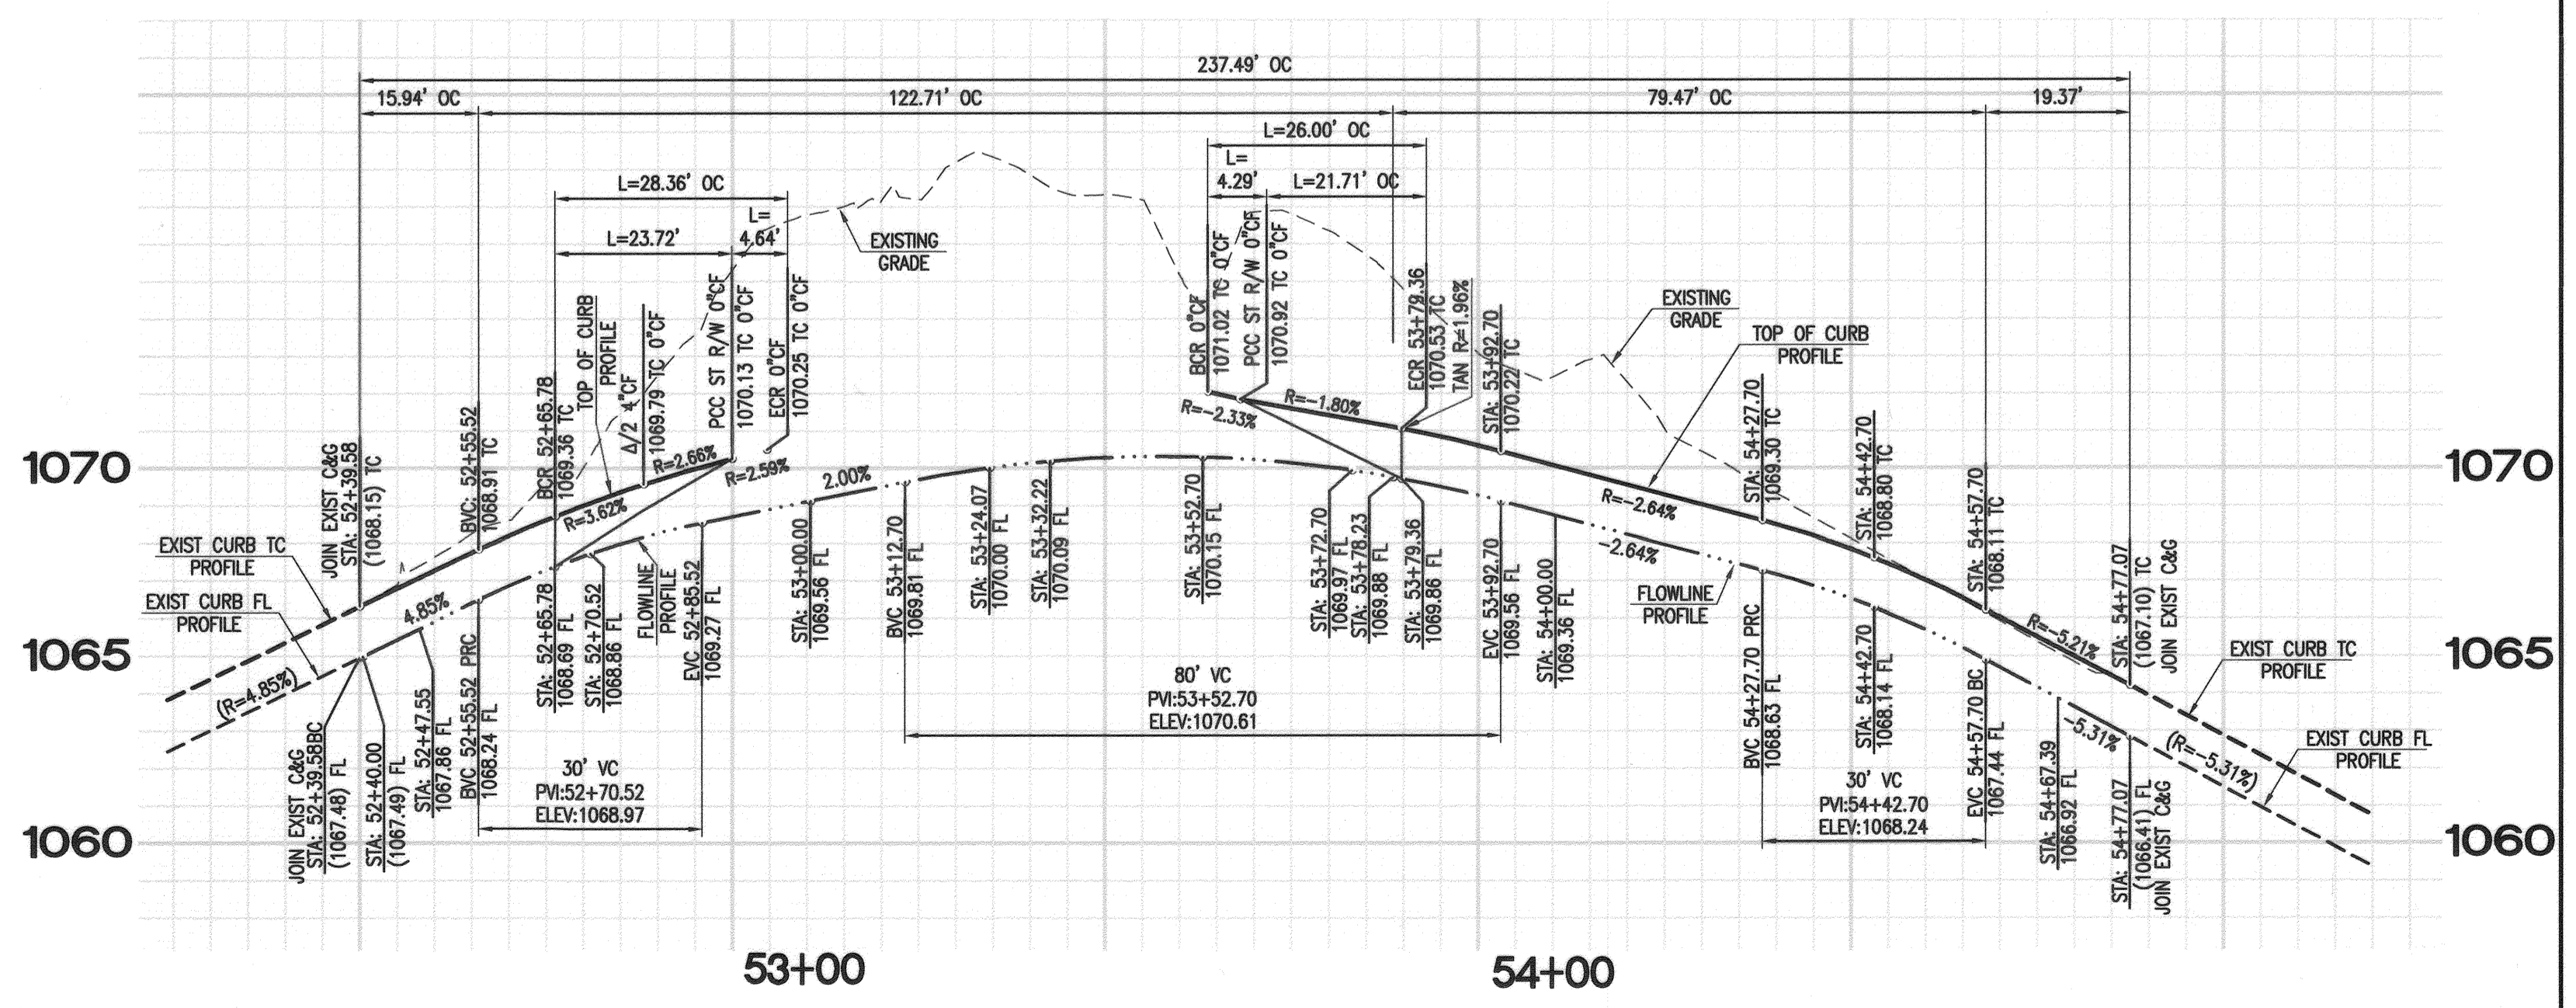 237.49' OC
15.94' OC
122.71' OC
79.47' OC
19.37'
L=26.00' OC
L=
4.29'
L=21.71' OC
L=28.36' OC
L=23.72'
L=
4.64'
EXISTING
GRADE
EXISTING
GRADE
TOP OF CURB
PROFILE
JOIN EXIST C&G
STA: 52+39.58
(1068.15) TC
BVC: 52+55.52
1068.91 TC
BCR 52+65.78
1069.36 TC
TOP OF CURB
PROFILE
Δ/2 4"CF
1069.79 TC 0"CF
PCC ST R/W 0"CF
1070.13 TC 0"CF
ECR 0"CF
1070.25 TC 0"CF
BCR 0"CF
1071.02 TC 0"CF
PCC ST R/W 0"CF
1070.92 TC 0"CF
ECR 53+79.36
1070.53 TC
TAN R=1.96%
STA: 53+92.70
1070.22 TC
STA: 54+27.70
1069.30 TC
STA: 54+42.70
1068.80 TC
STA: 54+57.70
1068.11 TC
STA: 54+77.07
(1067.10) TC
JOIN EXIST C&G
R=3.62%
R=2.66%
R=2.59%
2.00%
R=-2.33%
R=-1.80%
R=-2.64%
-2.64%
R=-5.21%
-5.31%
(R=-5.31%)
4.85%
(R=4.85%)
1070
1070
1065
1065
1060
1060
EXIST CURB TC
PROFILE
EXIST CURB FL
PROFILE
EXIST CURB TC
PROFILE
EXIST CURB FL
PROFILE
FLOWLINE
PROFILE
FLOWLINE
PROFILE
JOIN EXIST C&G
STA: 52+39.58BC
(1067.48) FL
STA: 52+40.00
(1067.49) FL
STA: 52+47.55
1067.86 FL
BVC 52+55.52 PRC
1068.24 FL
STA: 52+65.78
1068.69 FL
STA: 52+70.52
1068.86 FL
EVC 52+85.52
1069.27 FL
STA: 53+00.00
1069.56 FL
BVC 53+12.70
1069.81 FL
STA: 53+24.07
1070.00 FL
STA: 53+32.22
1070.09 FL
STA: 53+52.70
1070.15 FL
STA: 53+72.70
1069.97 FL
STA: 53+78.23
1069.88 FL
STA: 53+79.36
1069.86 FL
EVC 53+92.70
1069.56 FL
STA: 54+00.00
1069.36 FL
BVC 54+27.70 PRC
1068.63 FL
STA: 54+42.70
1068.14 FL
EVC 54+57.70 BC
1067.44 FL
STA: 54+67.39
1066.92 FL
STA: 54+77.07
(1066.41) FL
JOIN EXIST C&G
30' VC
PVI:52+70.52
ELEV:1068.97
80' VC
PVI:53+52.70
ELEV:1070.61
30' VC
PVI:54+42.70
ELEV:1068.24
53+00
54+00